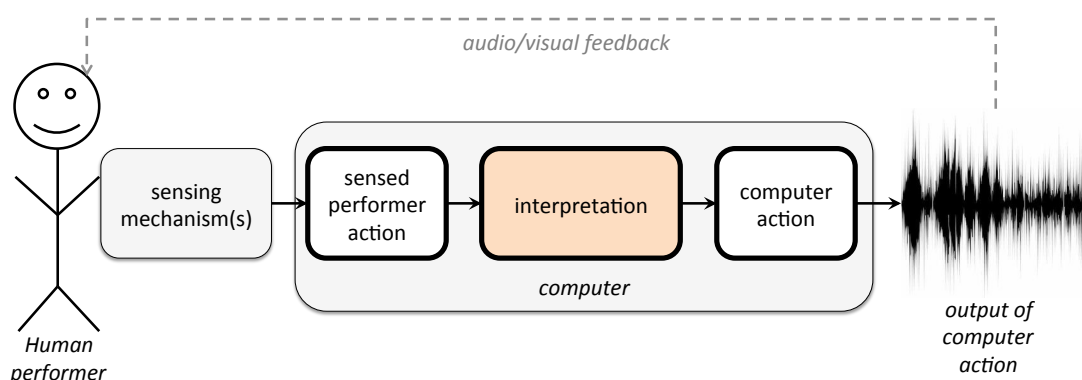 audio/visual feedback
sensing
mechanism(s)
sensed
performer
action
interpretation
computer
action
computer
output of
computer
action
Human
performer